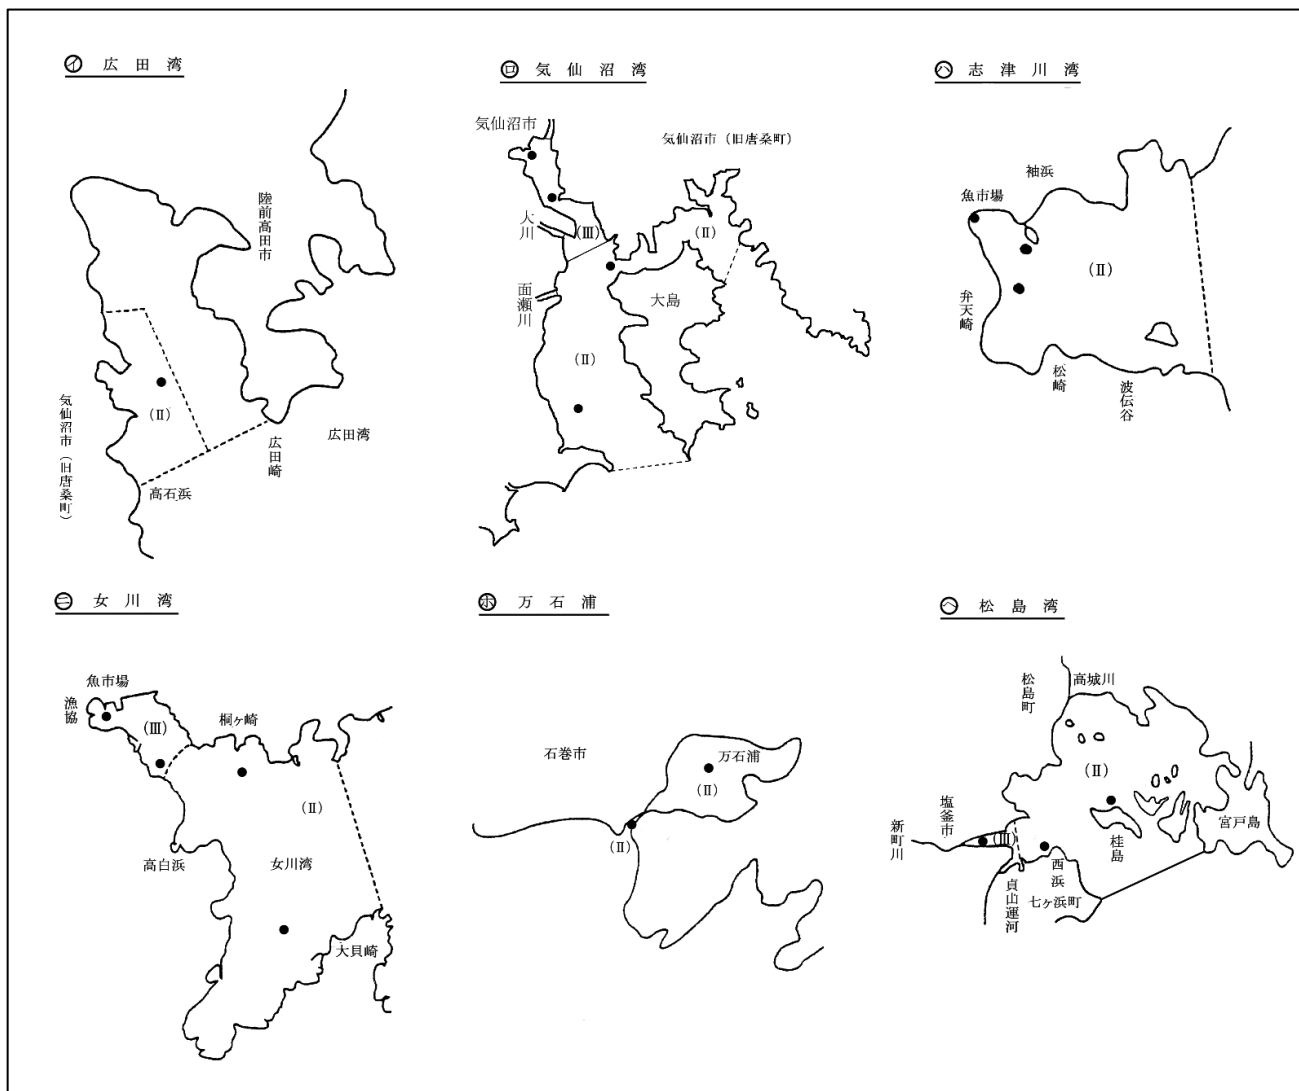 ㋑ 広田湾
陸前高田市
(Ⅱ)
気仙沼市（旧唐桑町）
高石浜
広田崎
広田湾
㋺ 気仙沼湾
気仙沼市
気仙沼市（旧唐桑町）
大川
(Ⅲ)
(Ⅱ)
面瀬川
大島
(Ⅱ)
㋩ 志津川湾
袖浜
魚市場
(Ⅱ)
弁天崎
松崎
波伝谷
㋥ 女川湾
魚市場
漁協
(Ⅲ)
桐ヶ崎
(Ⅱ)
高白浜
女川湾
大貝崎
㋭ 万石浦
石巻市
万石浦
(Ⅱ)
(Ⅱ)
㋬ 松島湾
松島町
高城川
(Ⅱ)
塩釜市
新町川
(Ⅲ)
桂島
宮戸島
西浜
貞山運河
七ヶ浜町